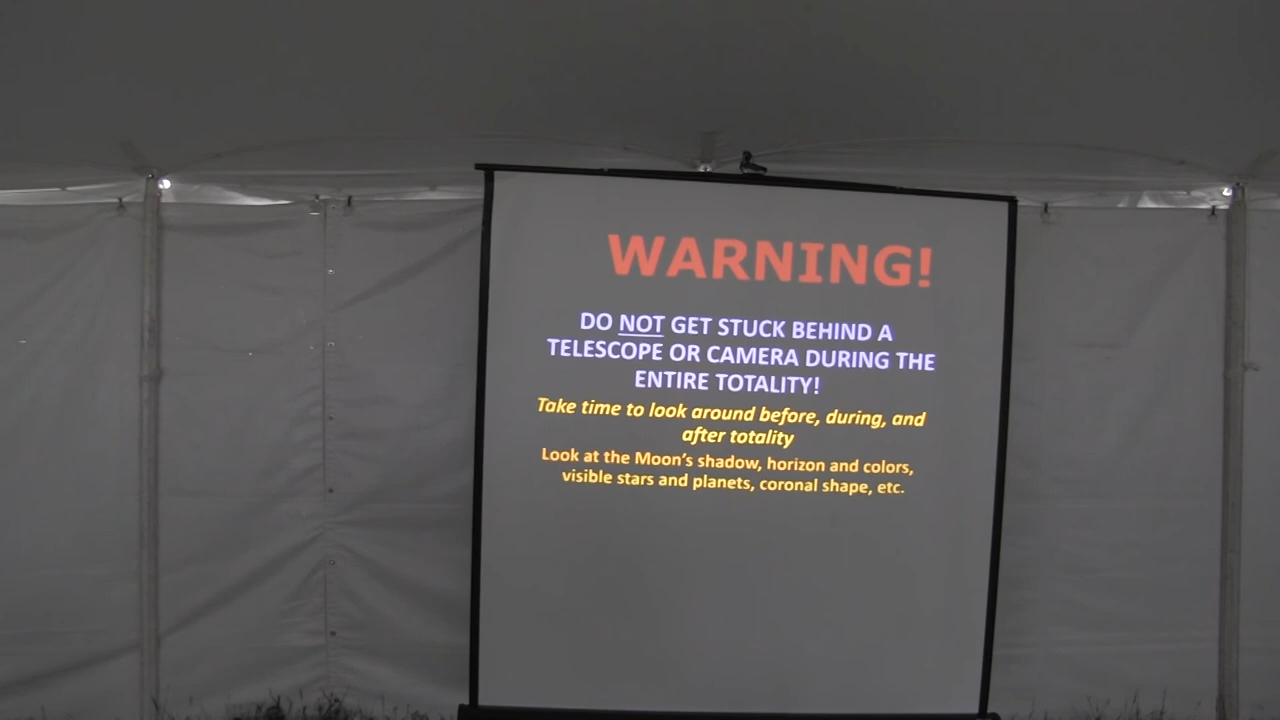 WARNING!
DO NOT GET STUCK BEHIND A
TELESCOPE OR CAMERA DURING THE
ENTIRE TOTALITY!
Take time to look around before, during, and
after totality
Look at the Moon's shadow, horizon and colors,
visible stars and planets, coronal shape, etc.